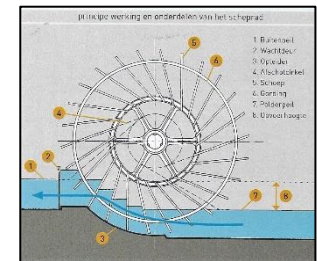 principe werking en onderdelen van het scheprad
1. Buitenpeil
2. Wachtdeur
3. Opleider
4. Afschotcirkel
5. Schoep
6. Gording
7. Polderpeil
8. Opvoerhoogte
5
6
4
2
1
7
8
3